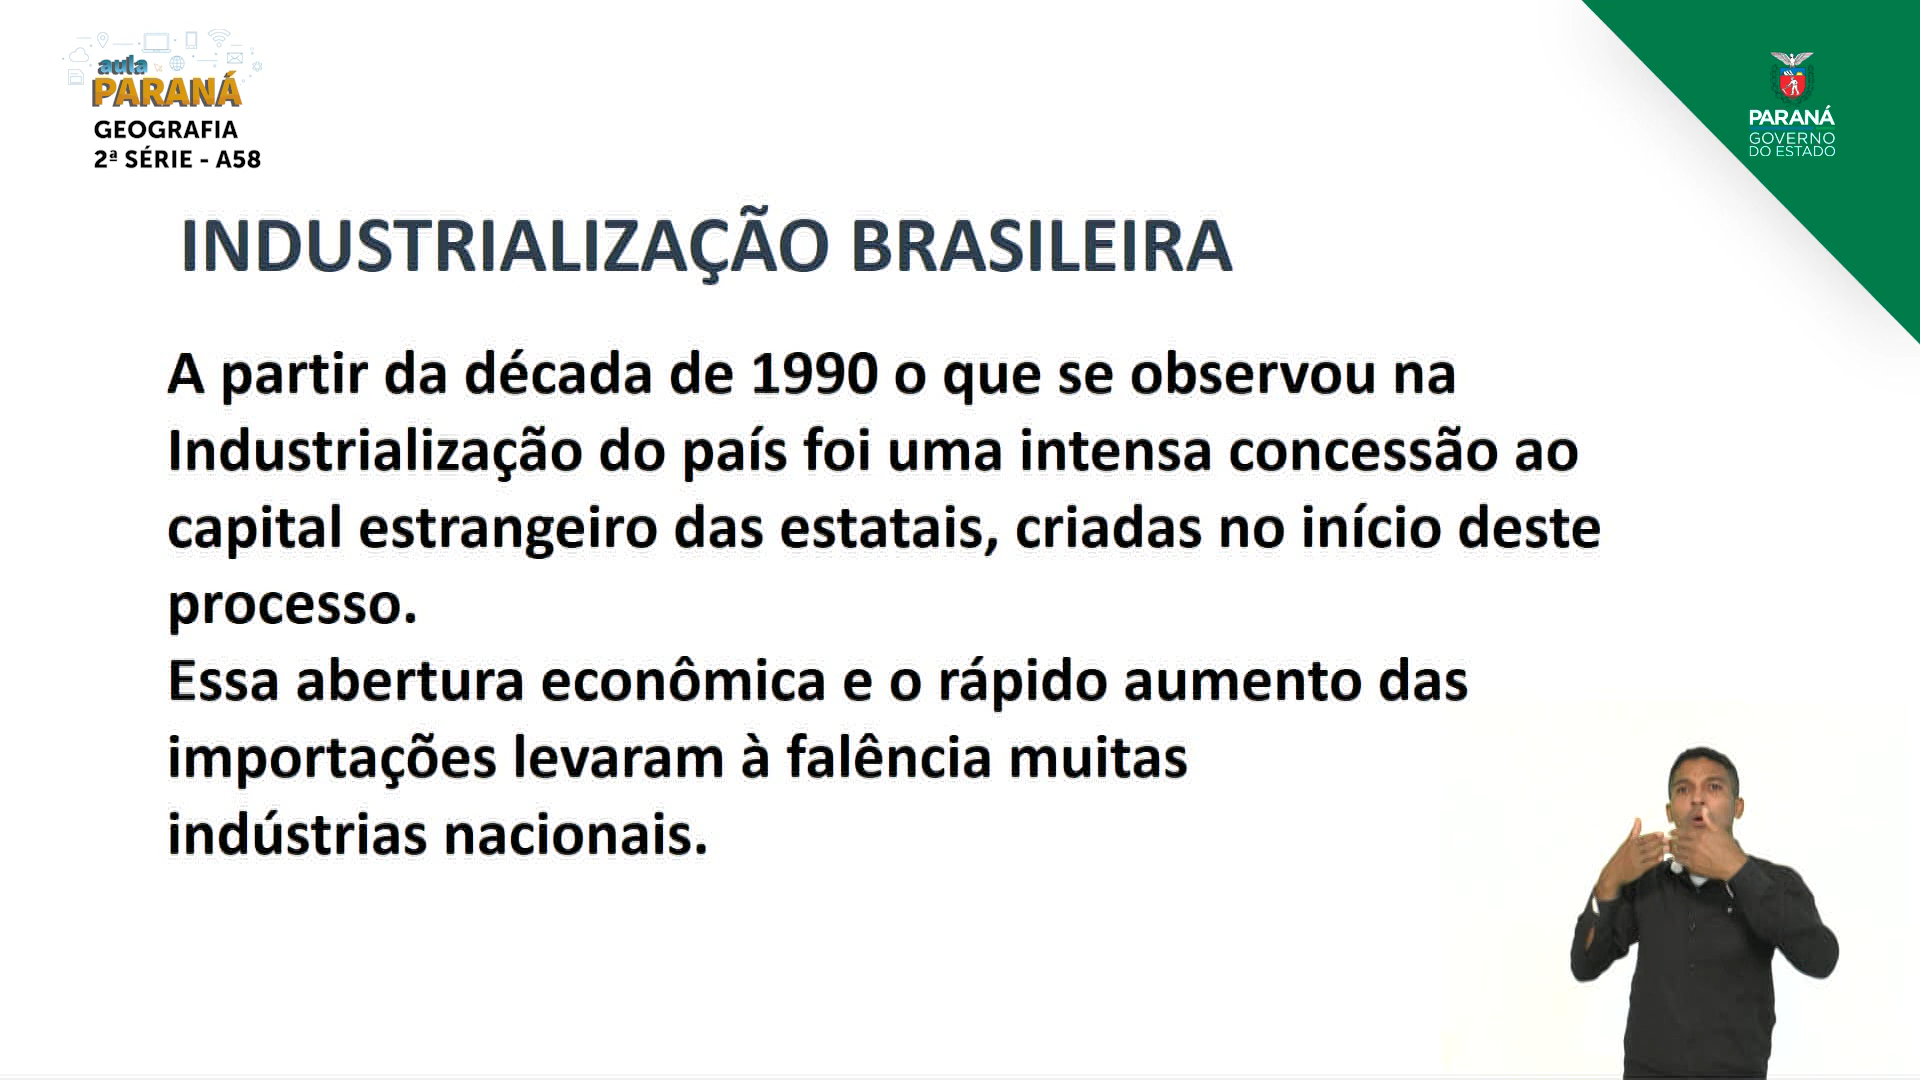 aula
PARANÁ
GEOGRAFIA
2ª SÉRIE - A58
PARANÁ
GOVERNO
DO ESTADO
INDUSTRIALIZAÇÃO BRASILEIRA
A partir da década de 1990 o que se observou na
Industrialização do país foi uma intensa concessão ao
capital estrangeiro das estatais, criadas no início deste
processo.
Essa abertura econômica e o rápido aumento das
importações levaram à falência muitas
indústrias nacionais.